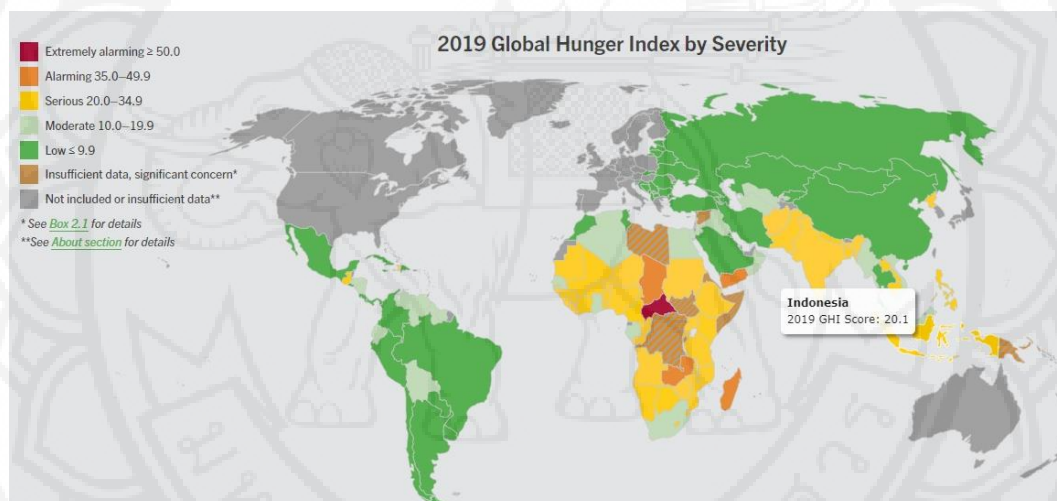 2019 Global Hunger Index by Severity
Extremely alarming ≥ 50.0
Alarming 35.0–49.9
Serious 20.0–34.9
Moderate 10.0–19.9
Low ≤ 9.9
Insufficient data, significant concern*
Not included or insufficient data**
* See Box 2.1 for details
**See About section for details
Indonesia
2019 GHI Score: 20.1